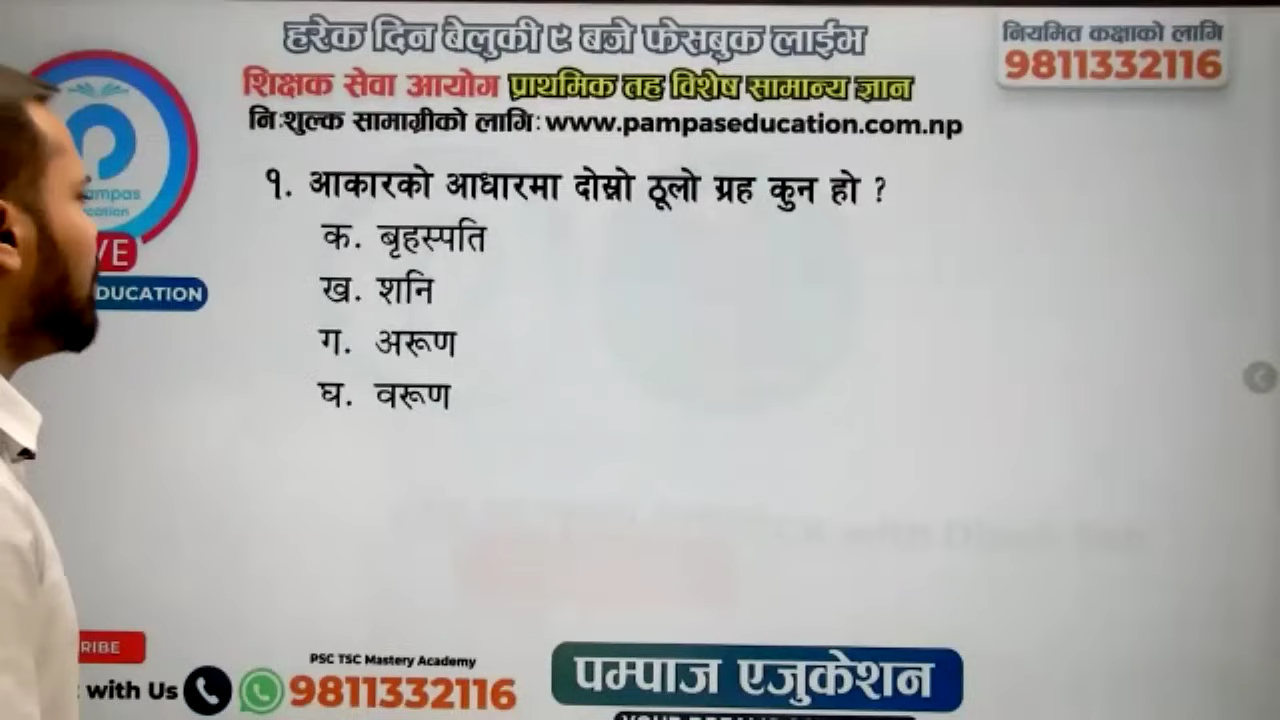 हरेक दिन बेलुकी ९ बजे फेसबुक लाईभ
नियमित कक्षाको लागि
9811332116
शिक्षक सेवा आयोग प्राथमिक तह विशेष सामान्य ज्ञान
नि:शुल्क सामाग्रीको लागि: www.pampaseducation.com.np
१. आकारको आधारमा दोस्रो ठूलो ग्रह कुन हो ?
क. बृहस्पति
ख. शनि
ग. अरूण
घ. वरूण
ampas
cation
VE
DUCATION
RIBE
with Us
PSC TSC Mastery Academy
9811332116
पम्पाज एजुकेशन